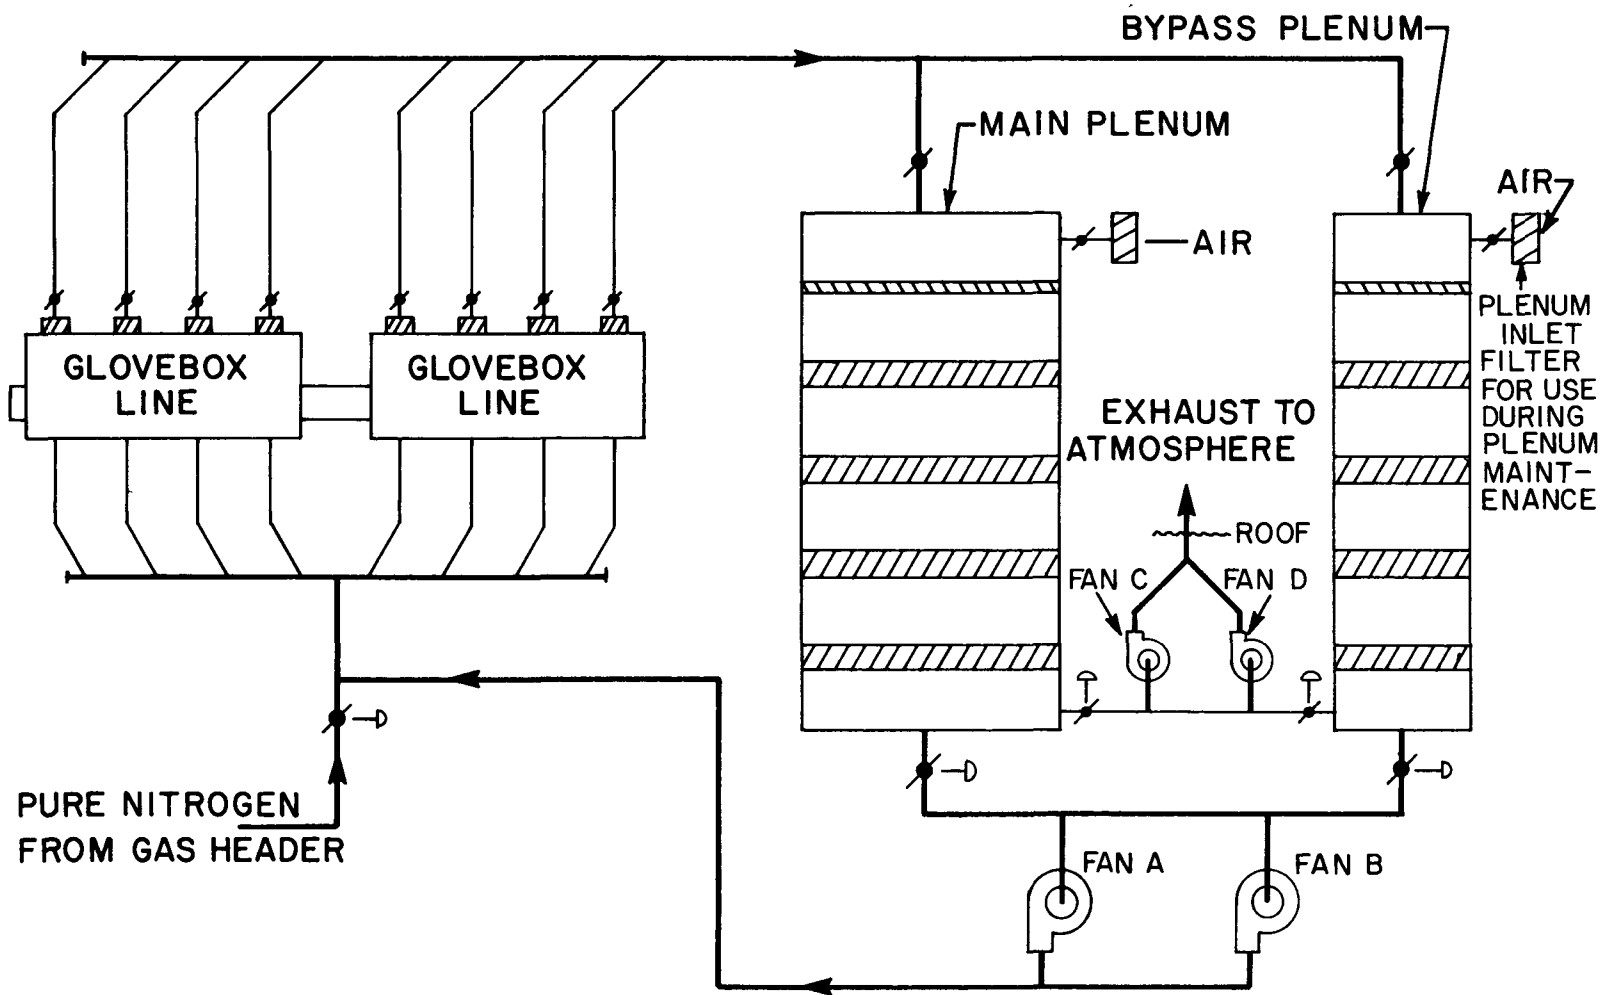 BYPASS PLENUM
MAIN PLENUM
AIR
AIR
PLENUM
INLET
FILTER
FOR USE
DURING
PLENUM
MAINT-
ENANCE
GLOVEBOX
LINE
GLOVEBOX
LINE
EXHAUST TO
ATMOSPHERE
ROOF
FAN C
FAN D
PURE NITROGEN
FROM GAS HEADER
FAN A
FAN B